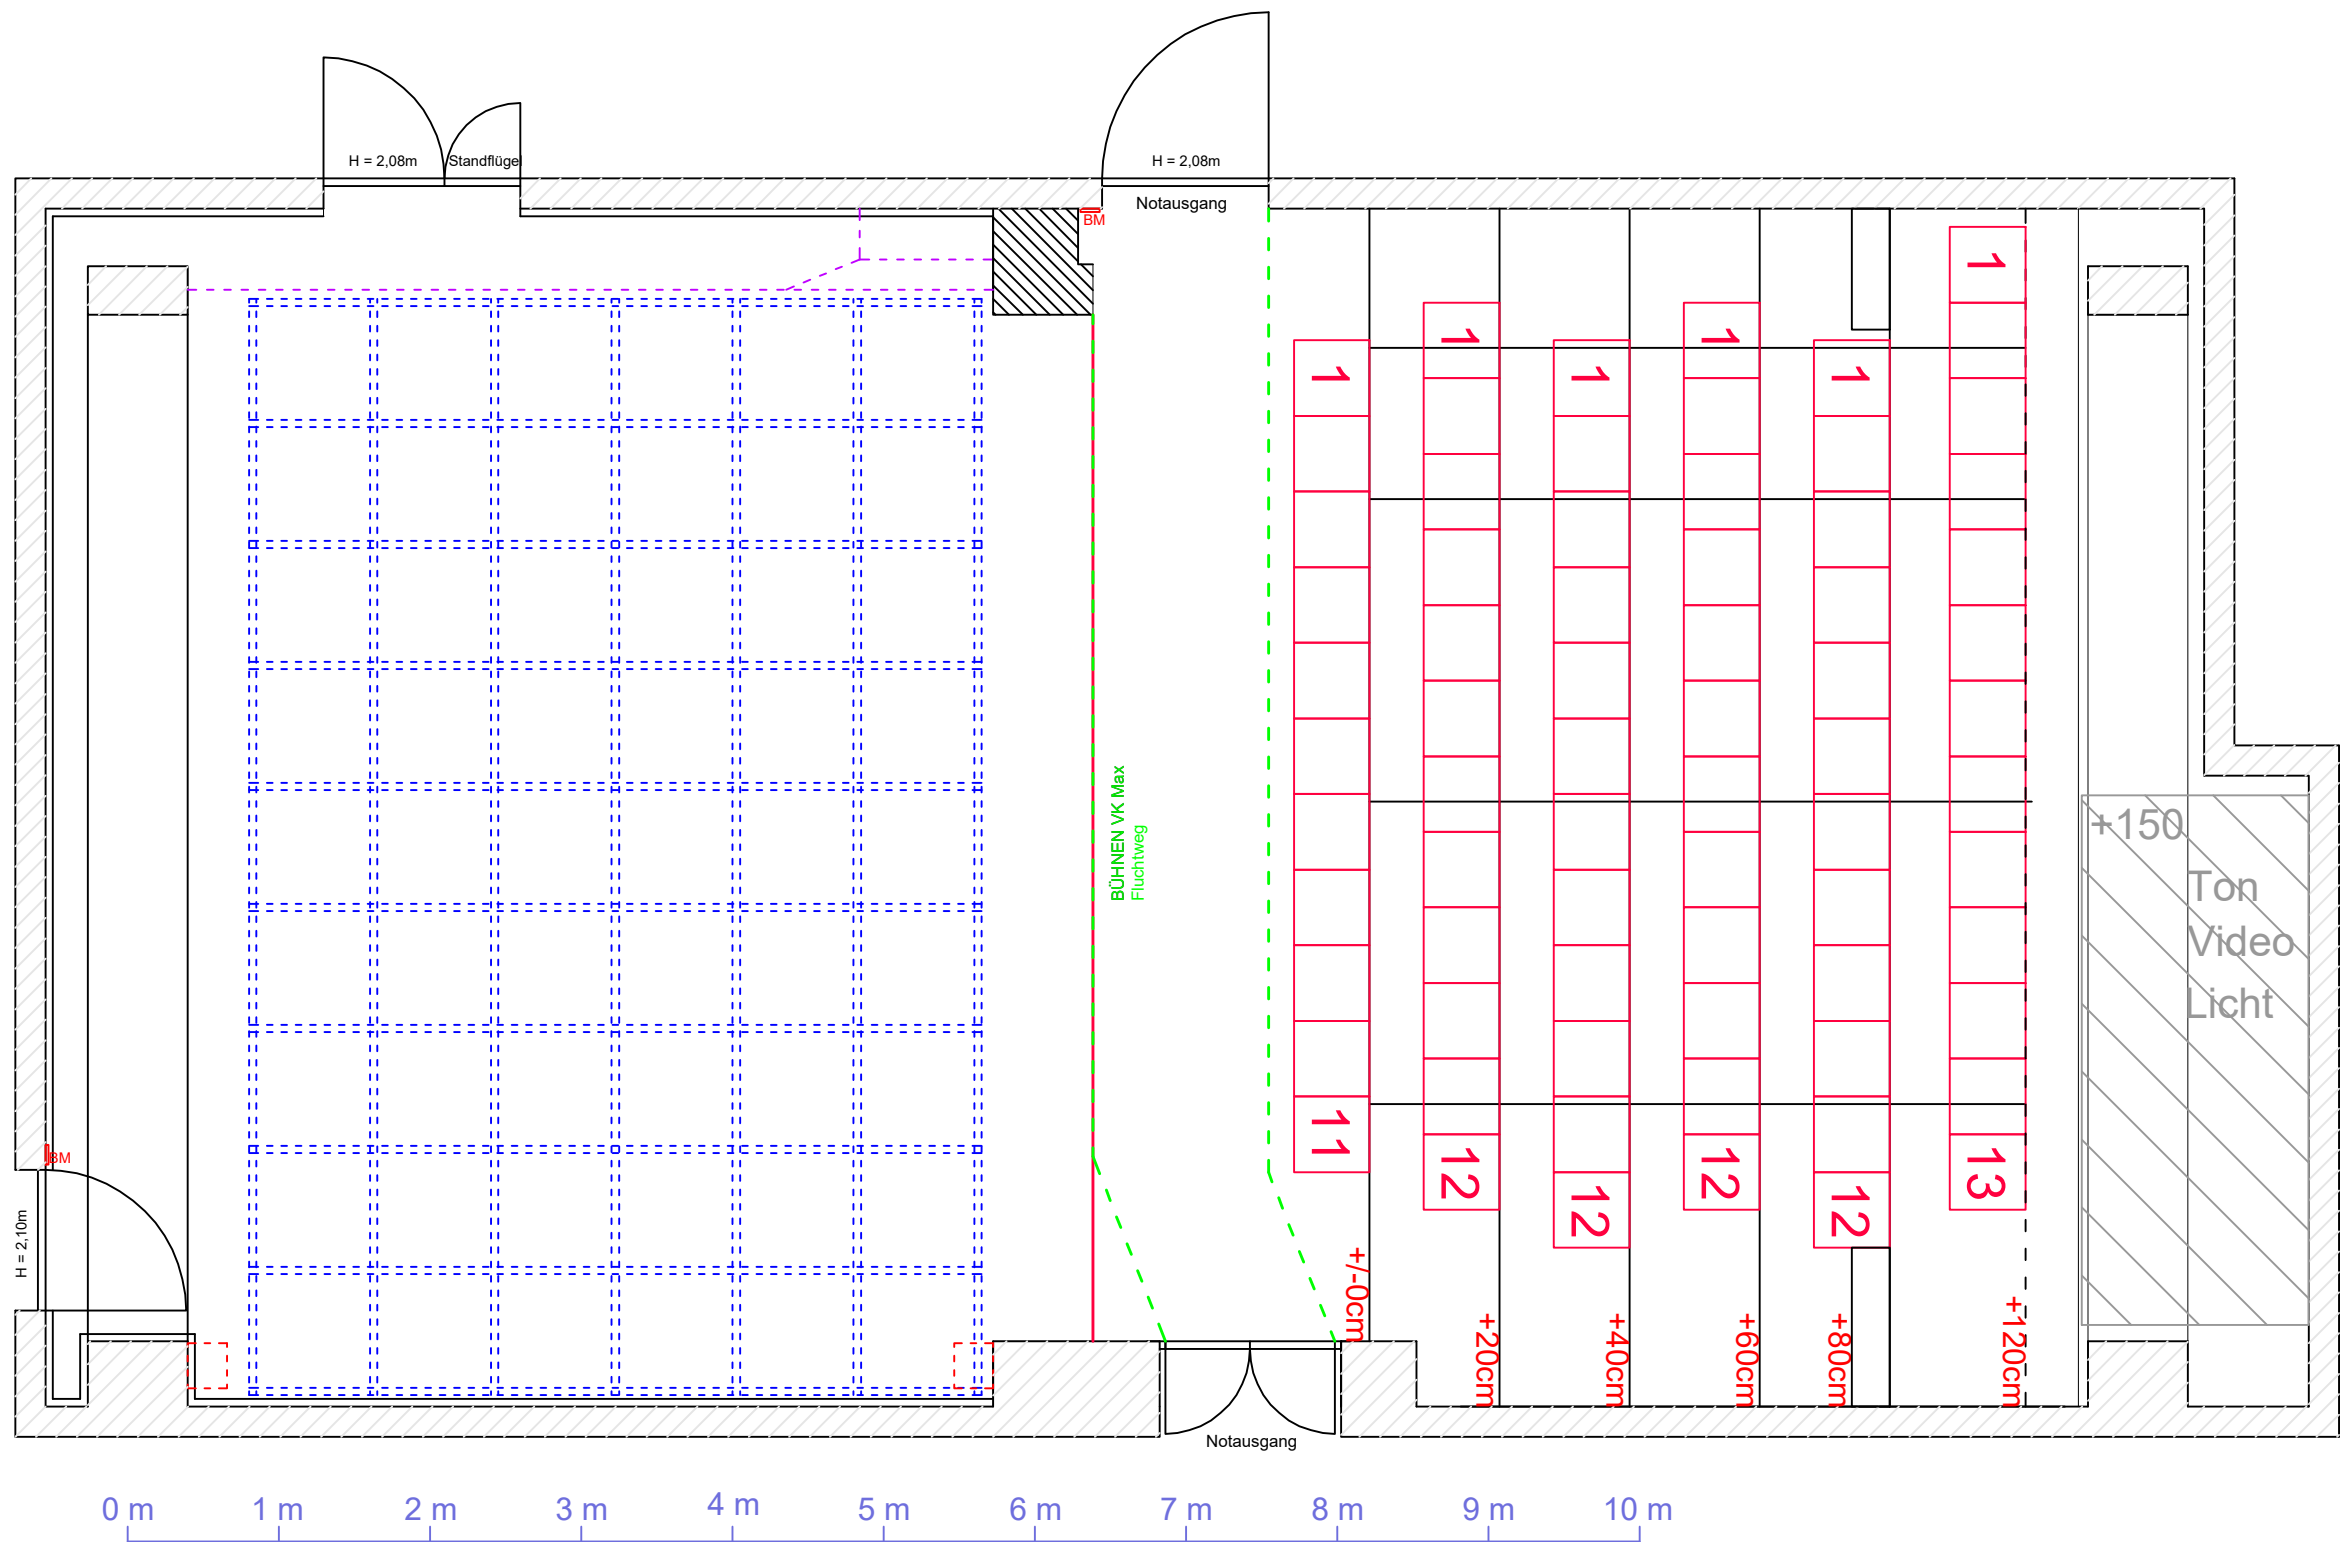 H = 2,08m
Standflügel
H = 2,08m
Notausgang
BM
1
1
1
1
1
1
BÜHNEN VK Max
Fluchtweg
+150
Ton
Video
Licht
11
12
12
12
12
13
BM
H = 2,10m
+/-0cm
+20cm
+40cm
+60cm
+80cm
+120cm
Notausgang
0 m
1 m
2 m
3 m
4 m
5 m
6 m
7 m
8 m
9 m
10 m